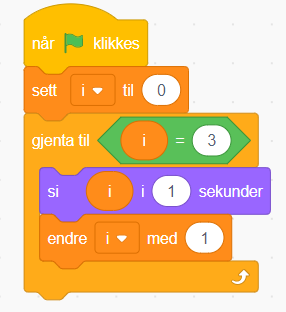 når klikkes
sett i til 0
gjenta til i = 3
si i i 1 sekunder
endre i med 1